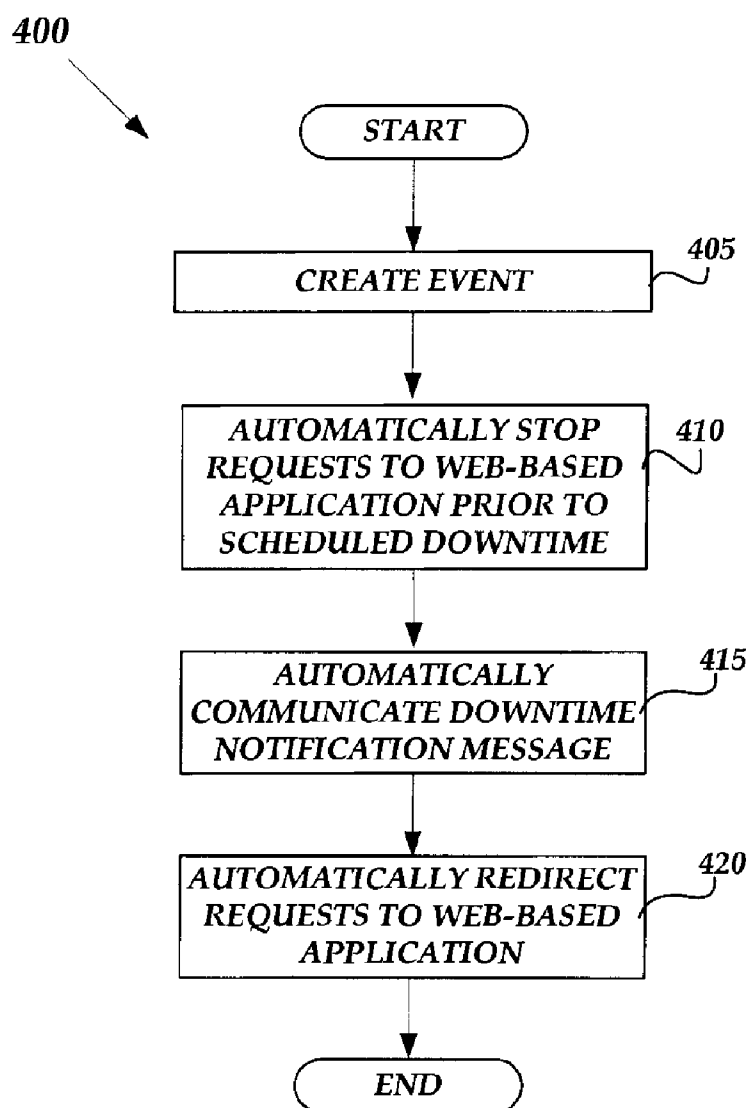 400
START
CREATE EVENT
405
AUTOMATICALLY STOP
REQUESTS TO WEB-BASED
APPLICATION PRIOR TO
SCHEDULED DOWNTIME
410
AUTOMATICALLY
COMMUNICATE DOWNTIME
NOTIFICATION MESSAGE
415
AUTOMATICALLY REDIRECT
REQUESTS TO WEB-BASED
APPLICATION
420
END